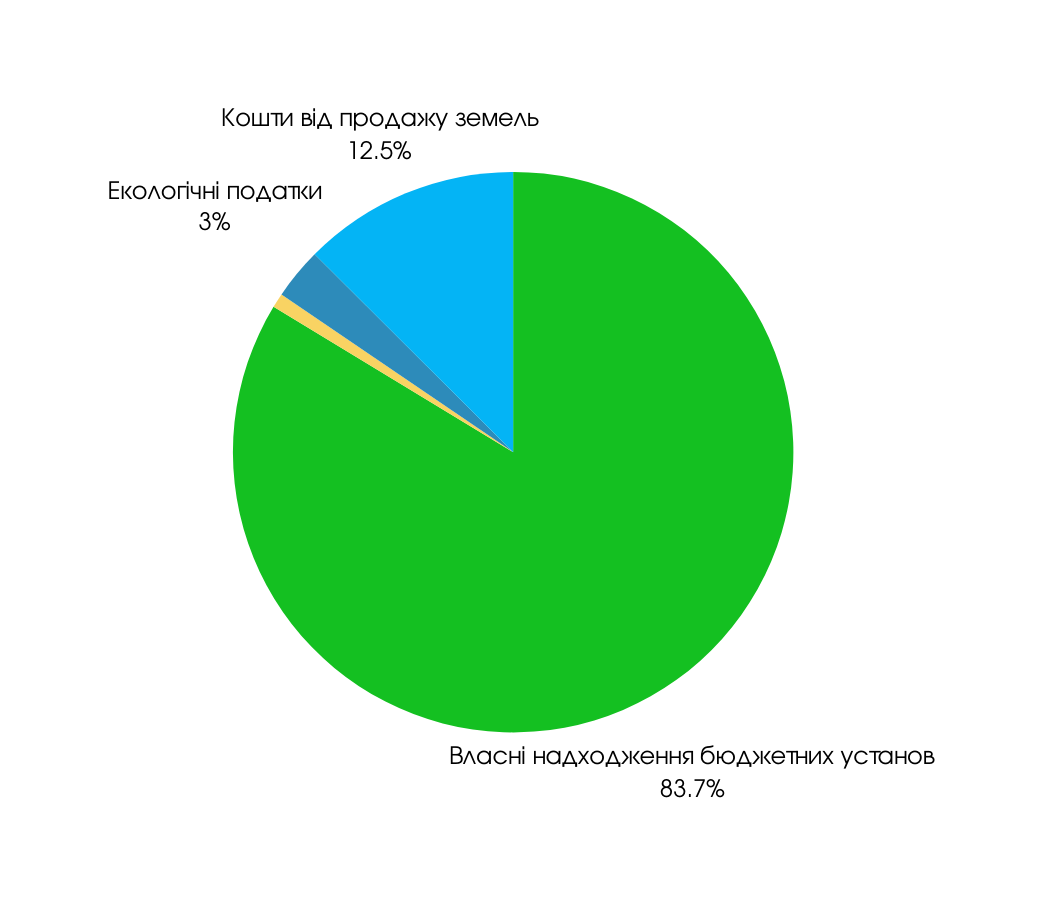 Кошти від продажу земель
12.5%
Екологічні податки
3%
Власні надходження бюджетних установ
83.7%